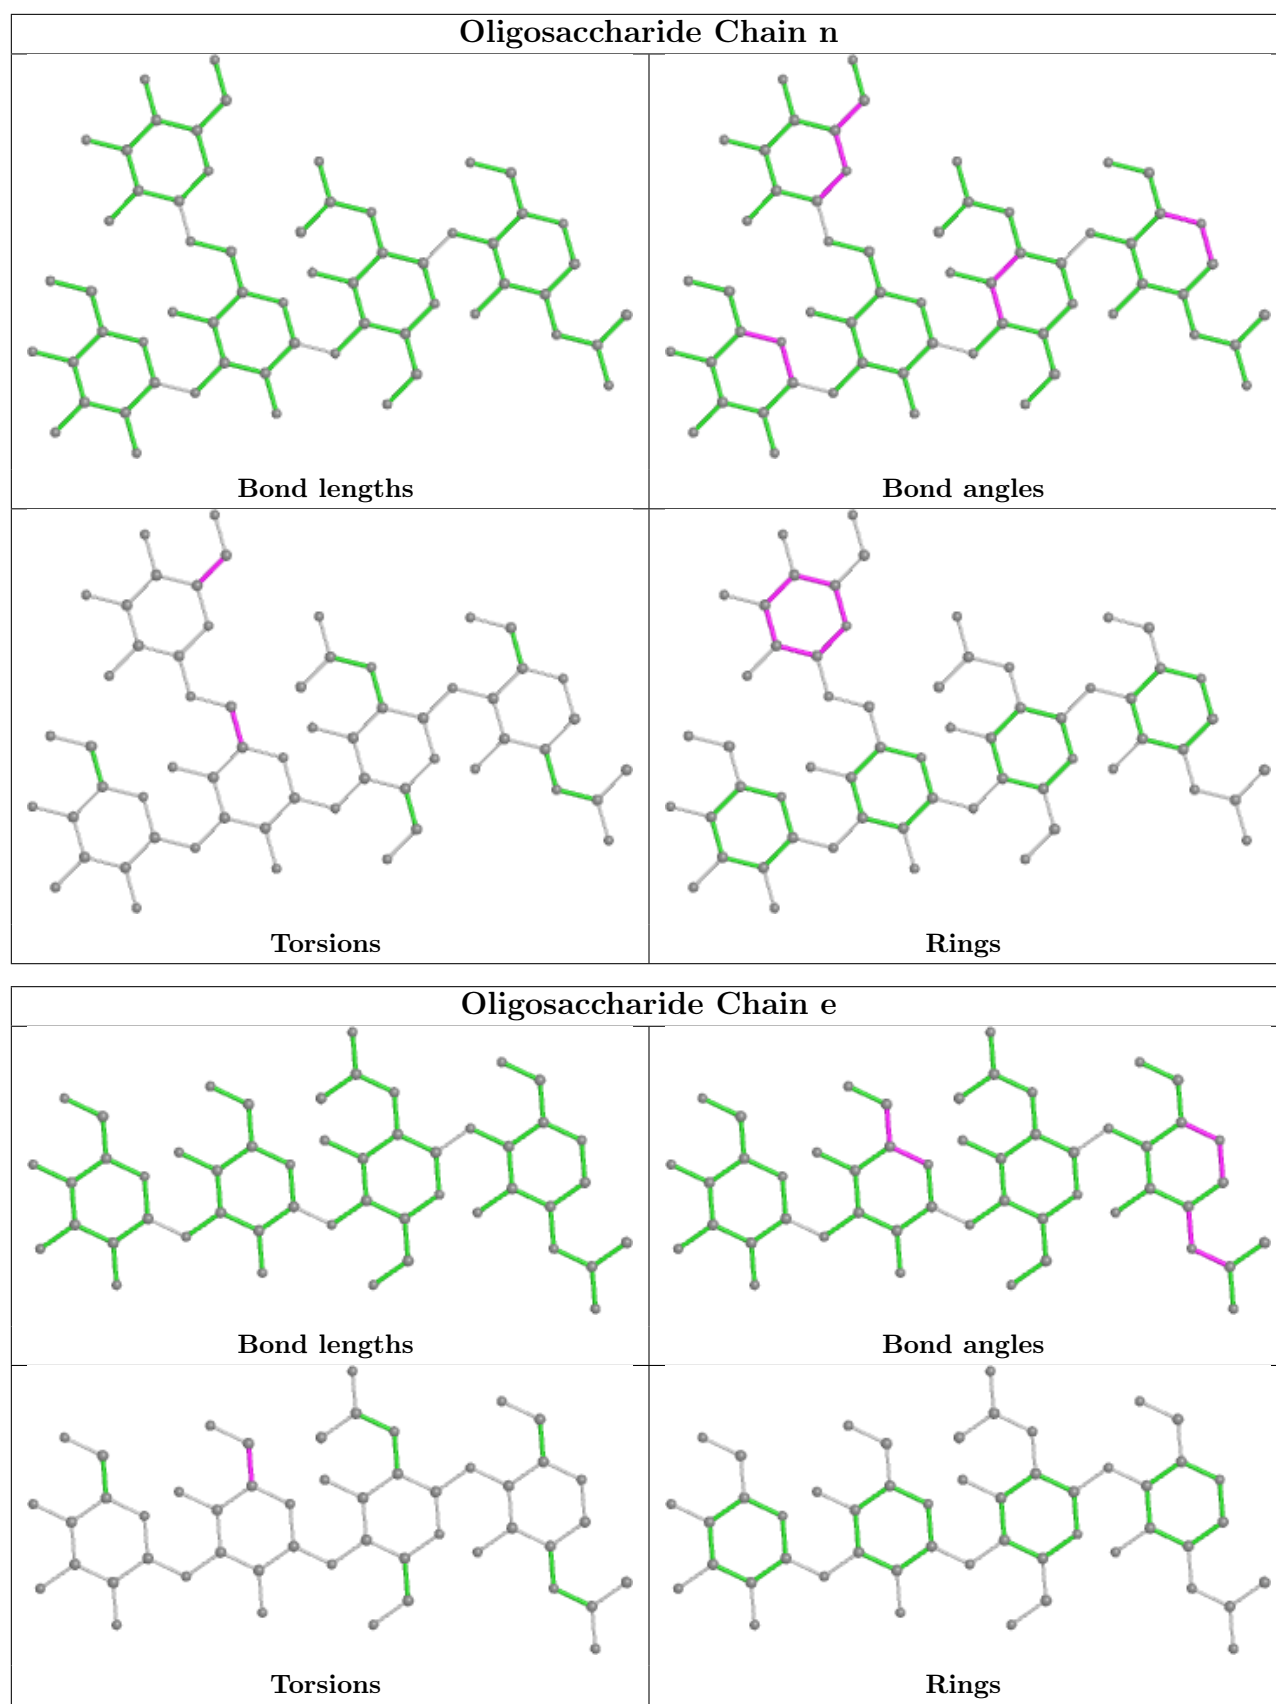 Oligosaccharide Chain n
Bond lengths
Bond angles
Torsions
Rings
Oligosaccharide Chain e
Bond lengths
Bond angles
Torsions
Rings